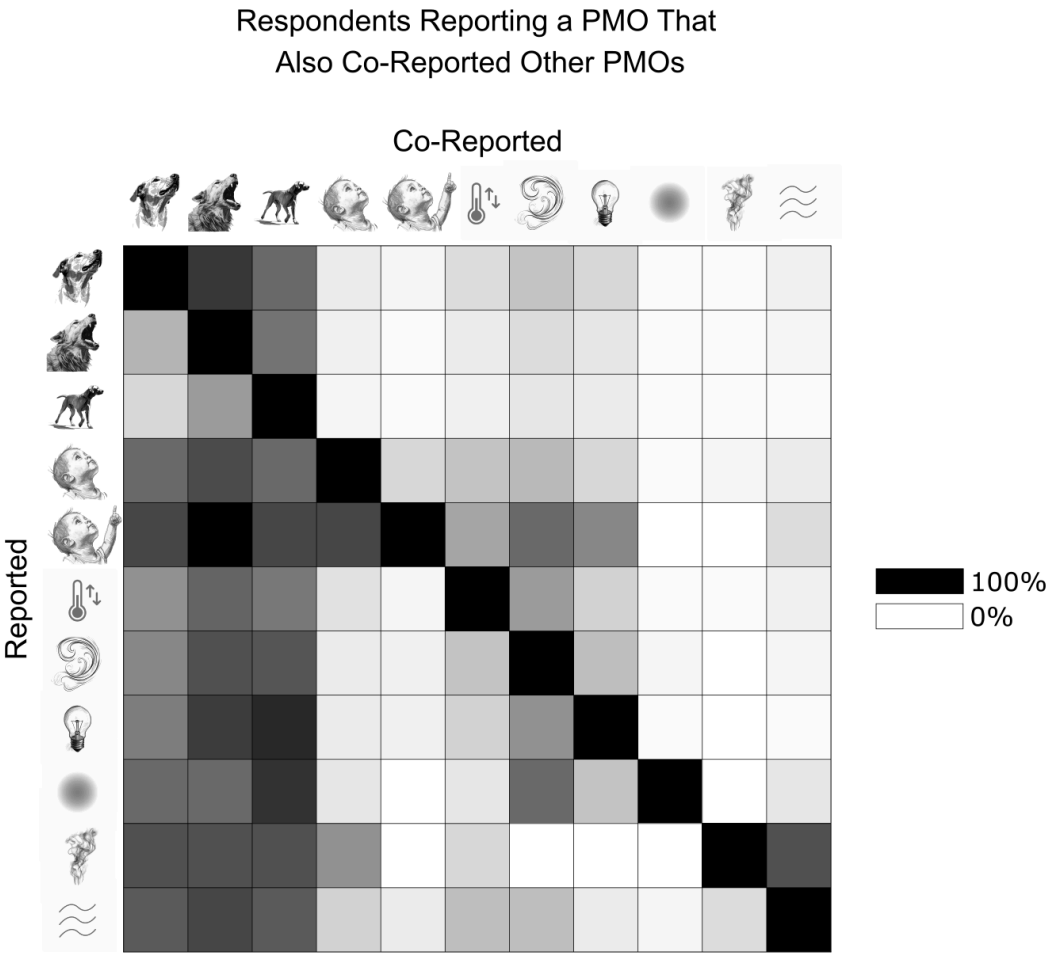 Respondents Reporting a PMO That
Also Co-Reported Other PMOs
Co-Reported
Reported
100%
0%